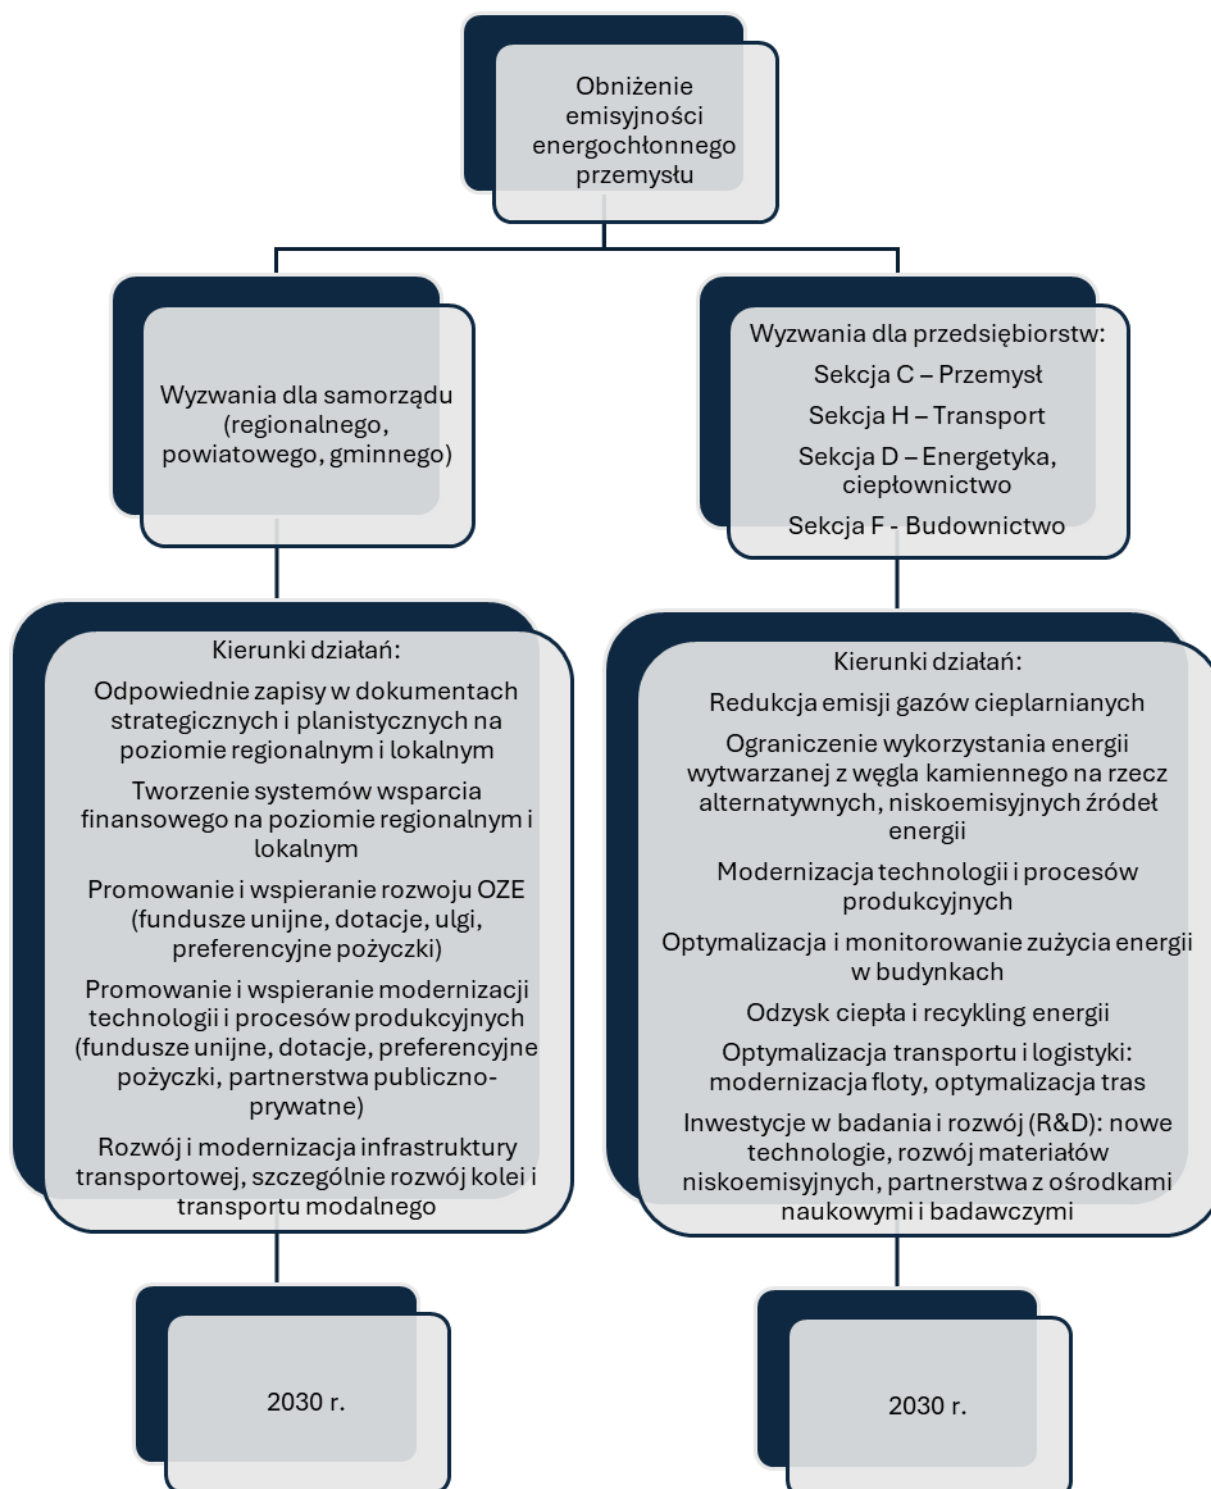 Obniżenie
emisyjności
energochłonnego
przemysłu
Wyzwania dla samorządu
(regionalnego,
powiatowego, gminnego)
Wyzwania dla przedsiębiorstw:
Sekcja C – Przemysł
Sekcja H – Transport
Sekcja D – Energetyka,
ciepłownictwo
Sekcja F - Budownictwo
Kierunki działań:
Odpowiednie zapisy w dokumentach
strategicznych i planistycznych na
poziomie regionalnym i lokalnym
Tworzenie systemów wsparcia
finansowego na poziomie regionalnym i
lokalnym
Promowanie i wspieranie rozwoju OZE
(fundusze unijne, dotacje, ulgi,
preferencyjne pożyczki)
Promowanie i wspieranie modernizacji
technologii i procesów produkcyjnych
(fundusze unijne, dotacje, preferencyjne
pożyczki, partnerstwa publiczno-
prywatne)
Rozwój i modernizacja infrastruktury
transportowej, szczególnie rozwój kolei i
transportu modalnego
Kierunki działań:
Redukcja emisji gazów cieplarnianych
Ograniczenie wykorzystania energii
wytwarzanej z węgla kamiennego na rzecz
alternatywnych, niskoemisyjnych źródeł
energii
Modernizacja technologii i procesów
produkcyjnych
Optymalizacja i monitorowanie zużycia energii
w budynkach
Odzysk ciepła i recykling energii
Optymalizacja transportu i logistyki:
modernizacja floty, optymalizacja tras
Inwestycje w badania i rozwój (R&D): nowe
technologie, rozwój materiałów
niskoemisyjnych, partnerstwa z ośrodkami
naukowymi i badawczymi
2030 r.
2030 r.